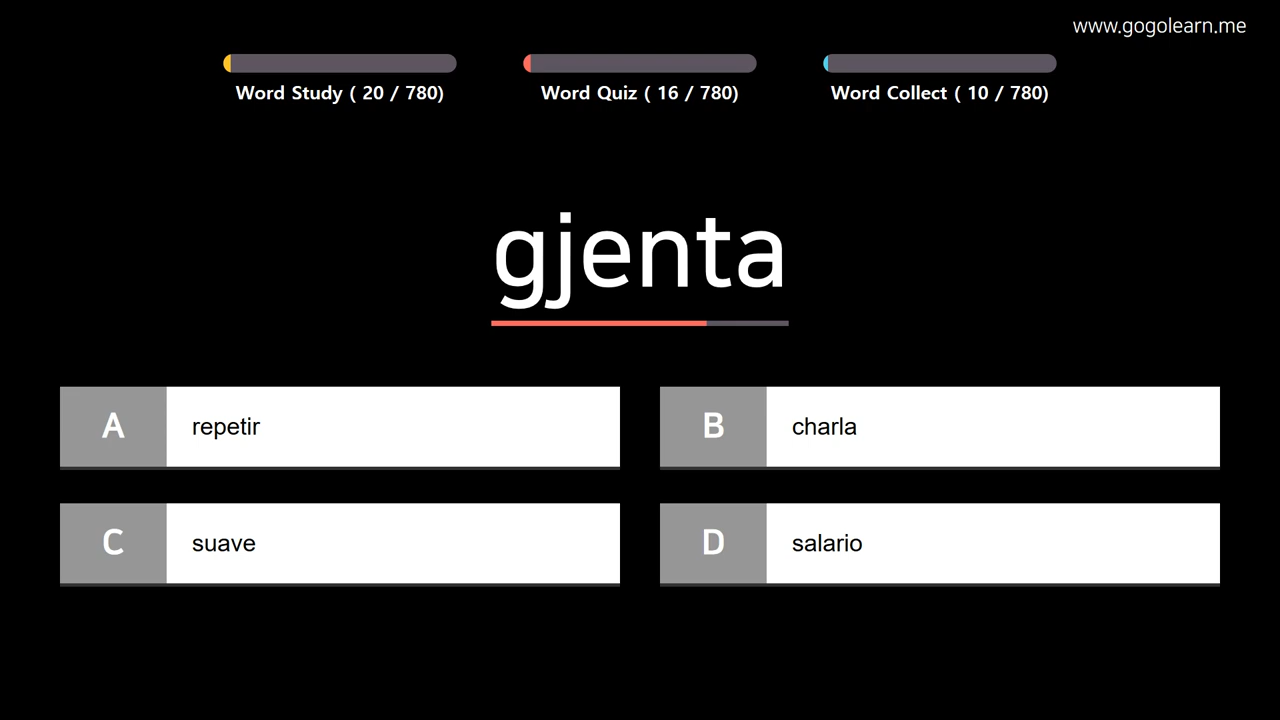 www.gogolearn.me
Word Study ( 20 / 780)
Word Quiz ( 16 / 780)
Word Collect ( 10 / 780)
gjenta
A repetir
B charla
C suave
D salario